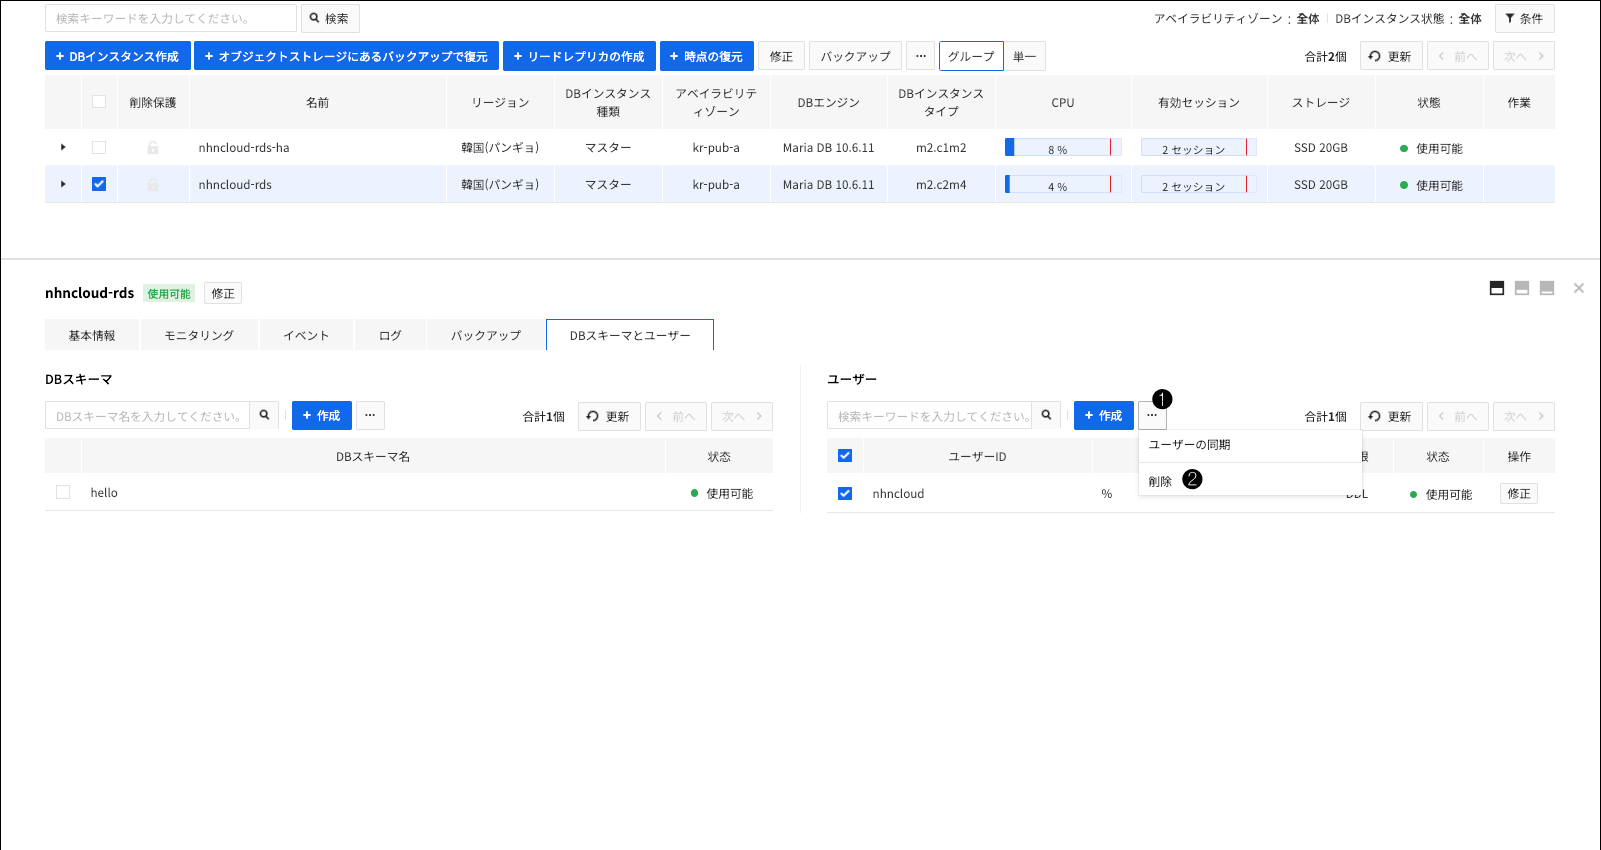 検索キーワードを入力してください。 検索 アベイラビリティゾーン : 全体 DBインスタンス状態 : 全体 条件
+ DBインスタンス作成 + オブジェクトストレージにあるバックアップで復元 + リードレプリカの作成 + 時点の復元 修正 バックアップ ... グループ 単一 合計2個 更新 前へ 次へ
削除保護 名前 リージョン DBインスタンス種類 アベイラビリティゾーン DBエンジン DBインスタンスタイプ CPU 有効セッション ストレージ 状態 作業
nhncloud-rds-ha 韓国(パンギョ) マスター kr-pub-a Maria DB 10.6.11 m2.c1m2 8 % 2 セッション SSD 20GB 使用可能
nhncloud-rds 韓国(パンギョ) マスター kr-pub-a Maria DB 10.6.11 m2.c2m4 4 % 2 セッション SSD 20GB 使用可能
nhncloud-rds 使用可能 修正
基本情報 モニタリング イベント ログ バックアップ DBスキーマとユーザー
DBスキーマ
DBスキーマ名を入力してください。 + 作成 ... 合計1個 更新 前へ 次へ
DBスキーマ名 状态
hello 使用可能
ユーザー
検索キーワードを入力してください。 + 作成 ... 1 合計1個 更新 前へ 次へ
ユーザーの同期
削除 2
ユーザーID 限 状态 操作
nhncloud % DDL 使用可能 修正